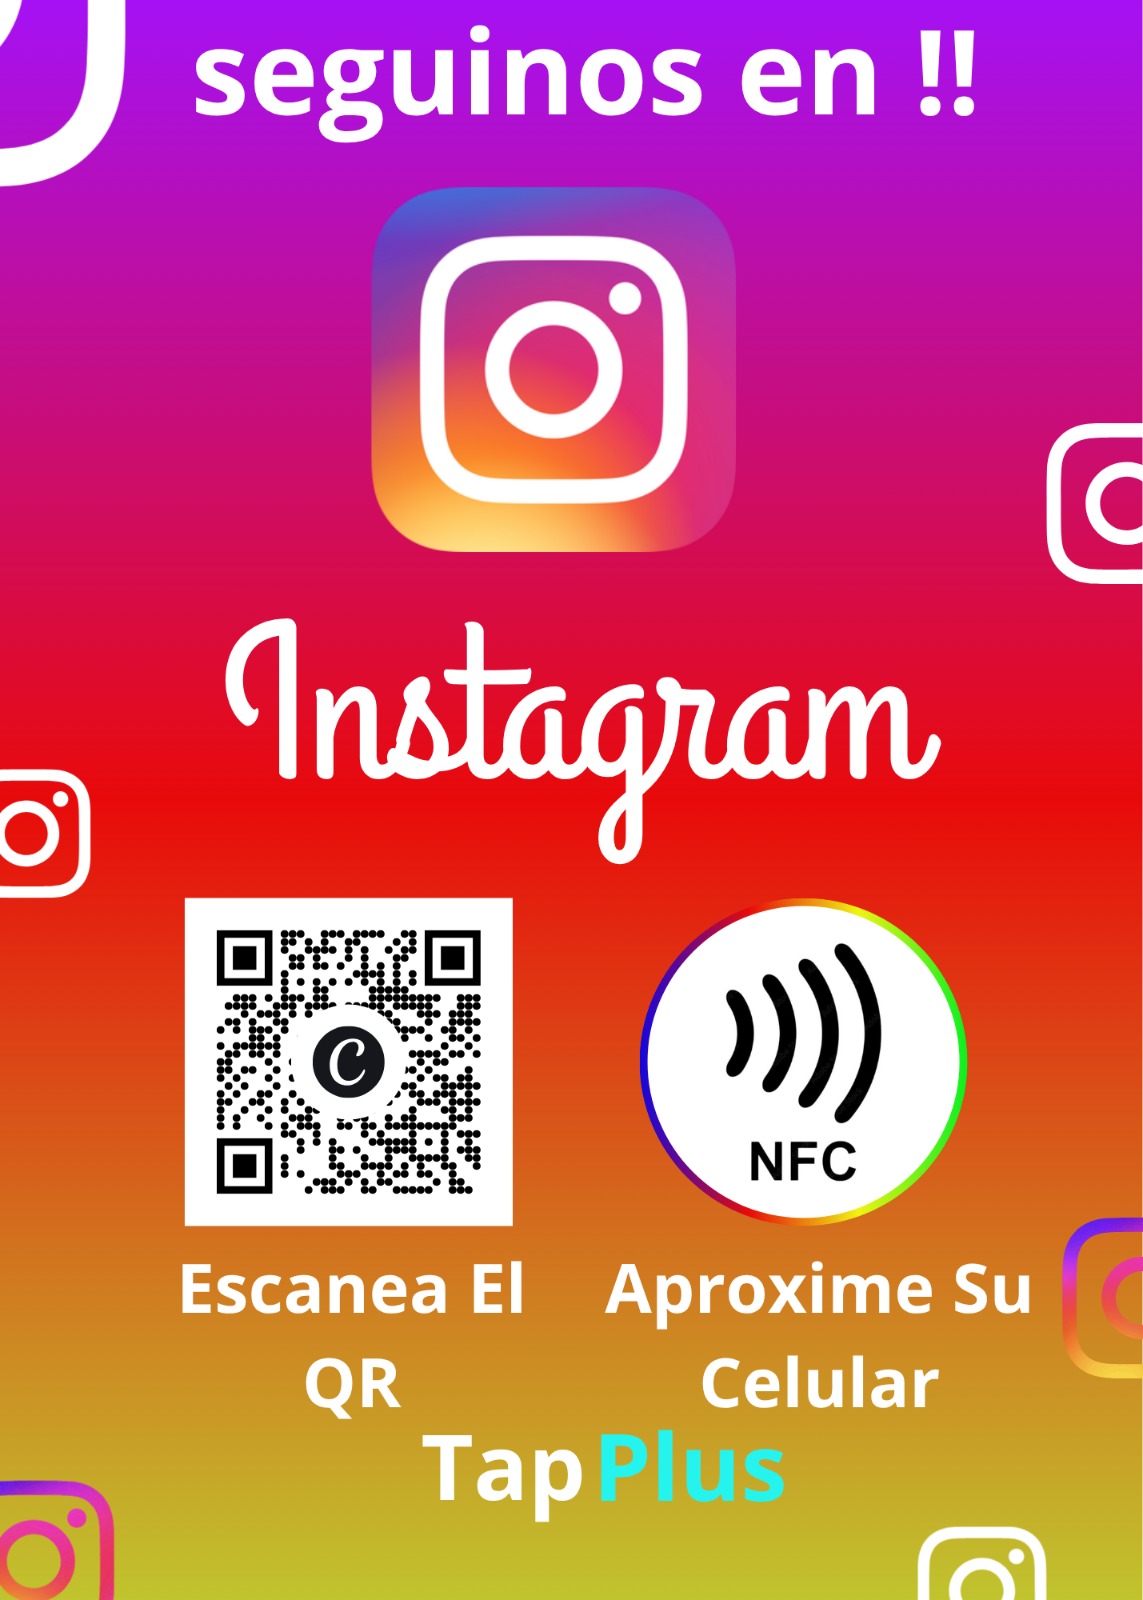 seguinos en !!
Instagram
C
NFC
Escanea El
QR
Aproxime Su
Celular
TapPlus